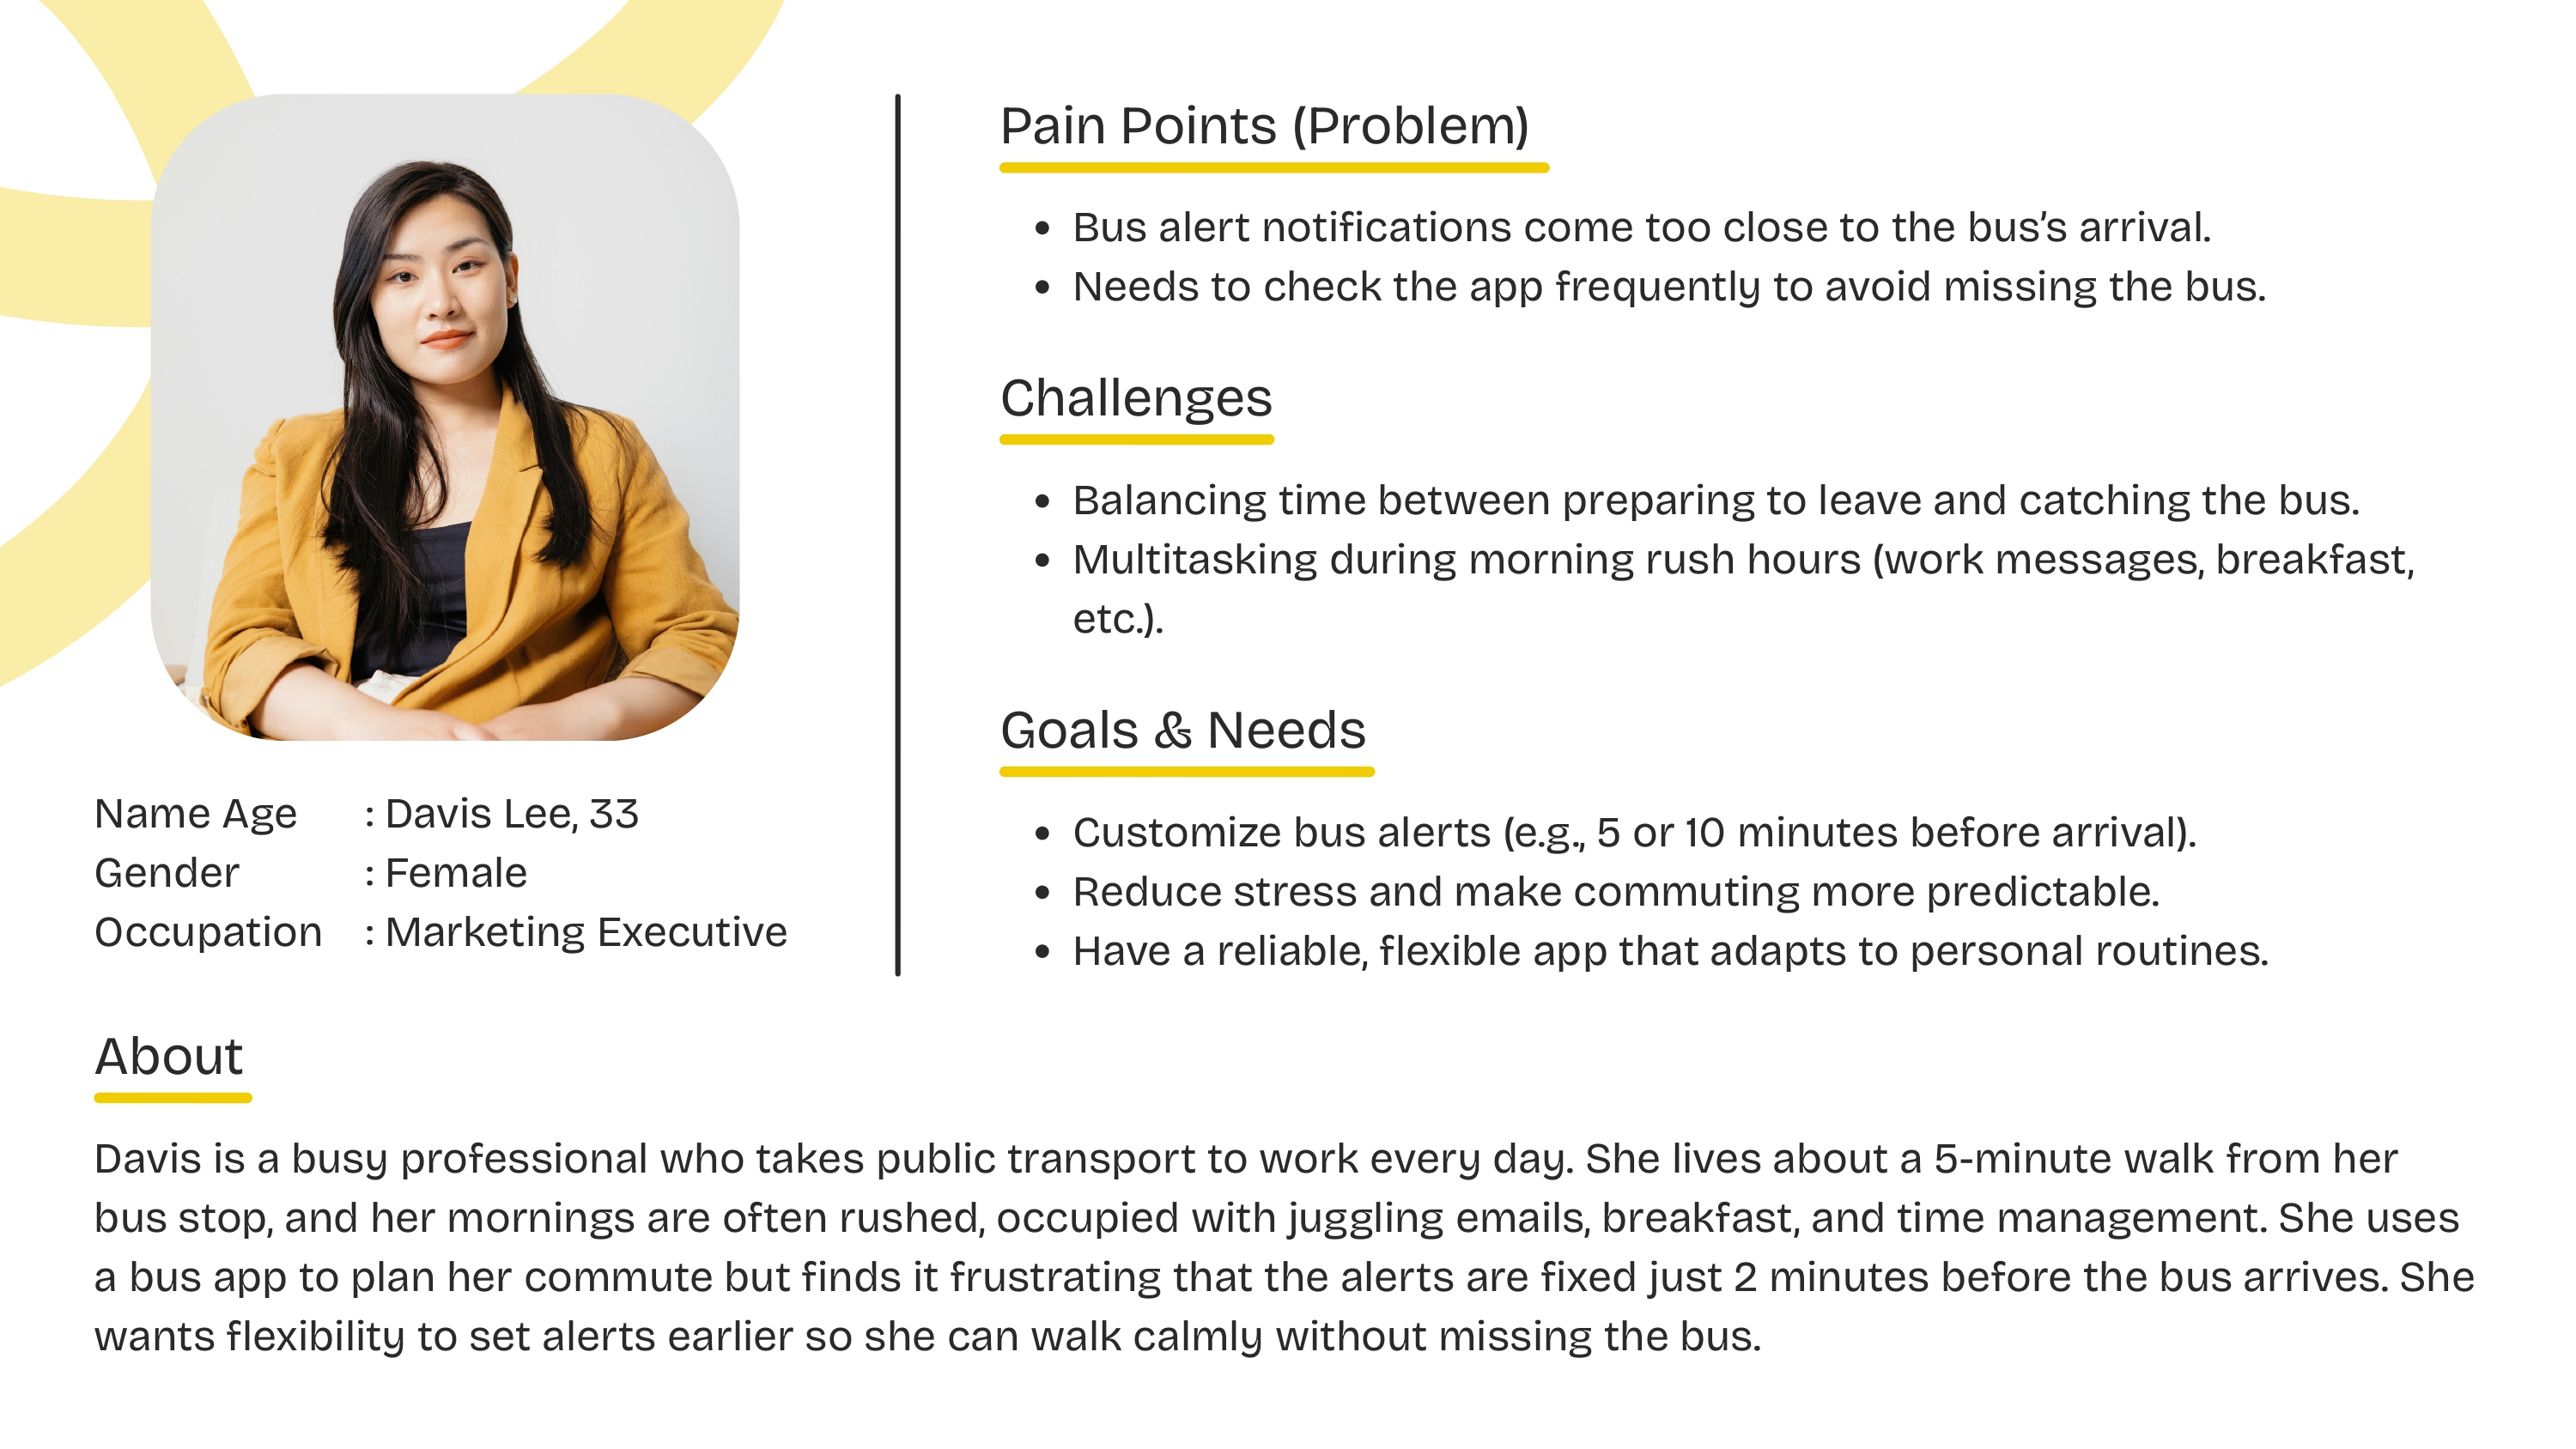 Pain Points (Problem)
• Bus alert notifications come too close to the bus’s arrival.
• Needs to check the app frequently to avoid missing the bus.
Challenges
• Balancing time between preparing to leave and catching the bus.
• Multitasking during morning rush hours (work messages, breakfast,
etc.).
Goals & Needs
• Customize bus alerts (e.g., 5 or 10 minutes before arrival).
• Reduce stress and make commuting more predictable.
• Have a reliable, flexible app that adapts to personal routines.
Name Age : Davis Lee, 33
Gender : Female
Occupation : Marketing Executive
About
Davis is a busy professional who takes public transport to work every day. She lives about a 5-minute walk from her
bus stop, and her mornings are often rushed, occupied with juggling emails, breakfast, and time management. She uses
a bus app to plan her commute but finds it frustrating that the alerts are fixed just 2 minutes before the bus arrives. She
wants flexibility to set alerts earlier so she can walk calmly without missing the bus.